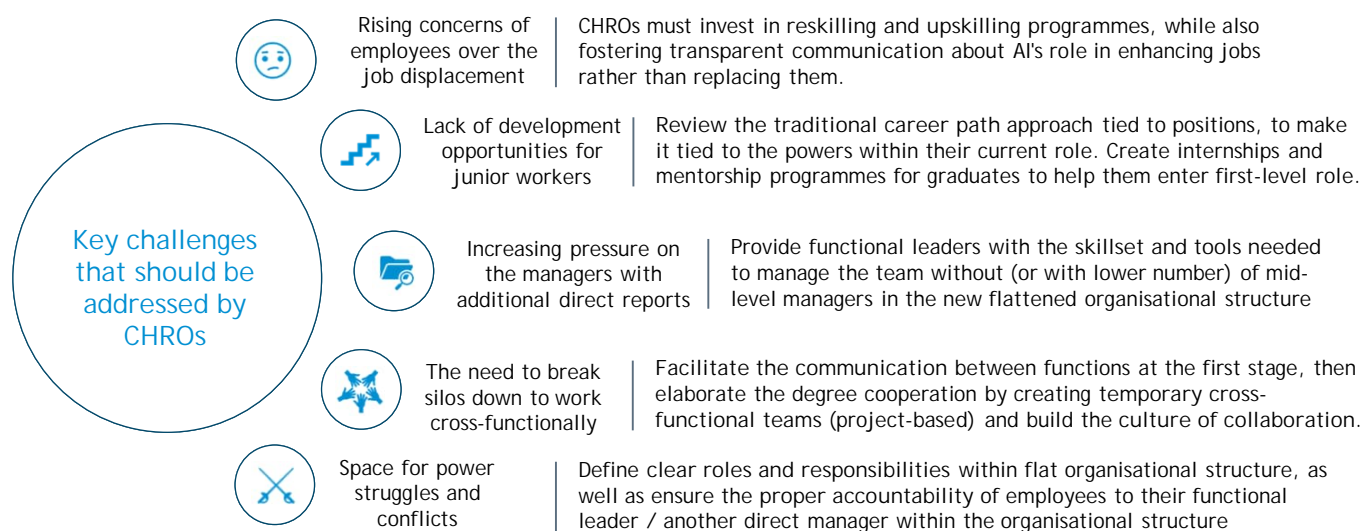 Key challenges
that should be
addressed by
CHROs
Rising concerns of
employees over the
job displacement
CHROs must invest in reskilling and upskilling programmes, while also
fostering transparent communication about AI's role in enhancing jobs
rather than replacing them.
Lack of development
opportunities for
junior workers
Review the traditional career path approach tied to positions, to make
it tied to the powers within their current role. Create internships and
mentorship programmes for graduates to help them enter first-level role.
Increasing pressure on
the managers with
additional direct reports
Provide functional leaders with the skillset and tools needed
to manage the team without (or with lower number) of mid-
level managers in the new flattened organisational structure
The need to break
silos down to work
cross-functionally
Facilitate the communication between functions at the first stage, then
elaborate the degree cooperation by creating temporary cross-
functional teams (project-based) and build the culture of collaboration.
Space for power
struggles and
conflicts
Define clear roles and responsibilities within flat organisational structure, as
well as ensure the proper accountability of employees to their functional
leader / another direct manager within the organisational structure